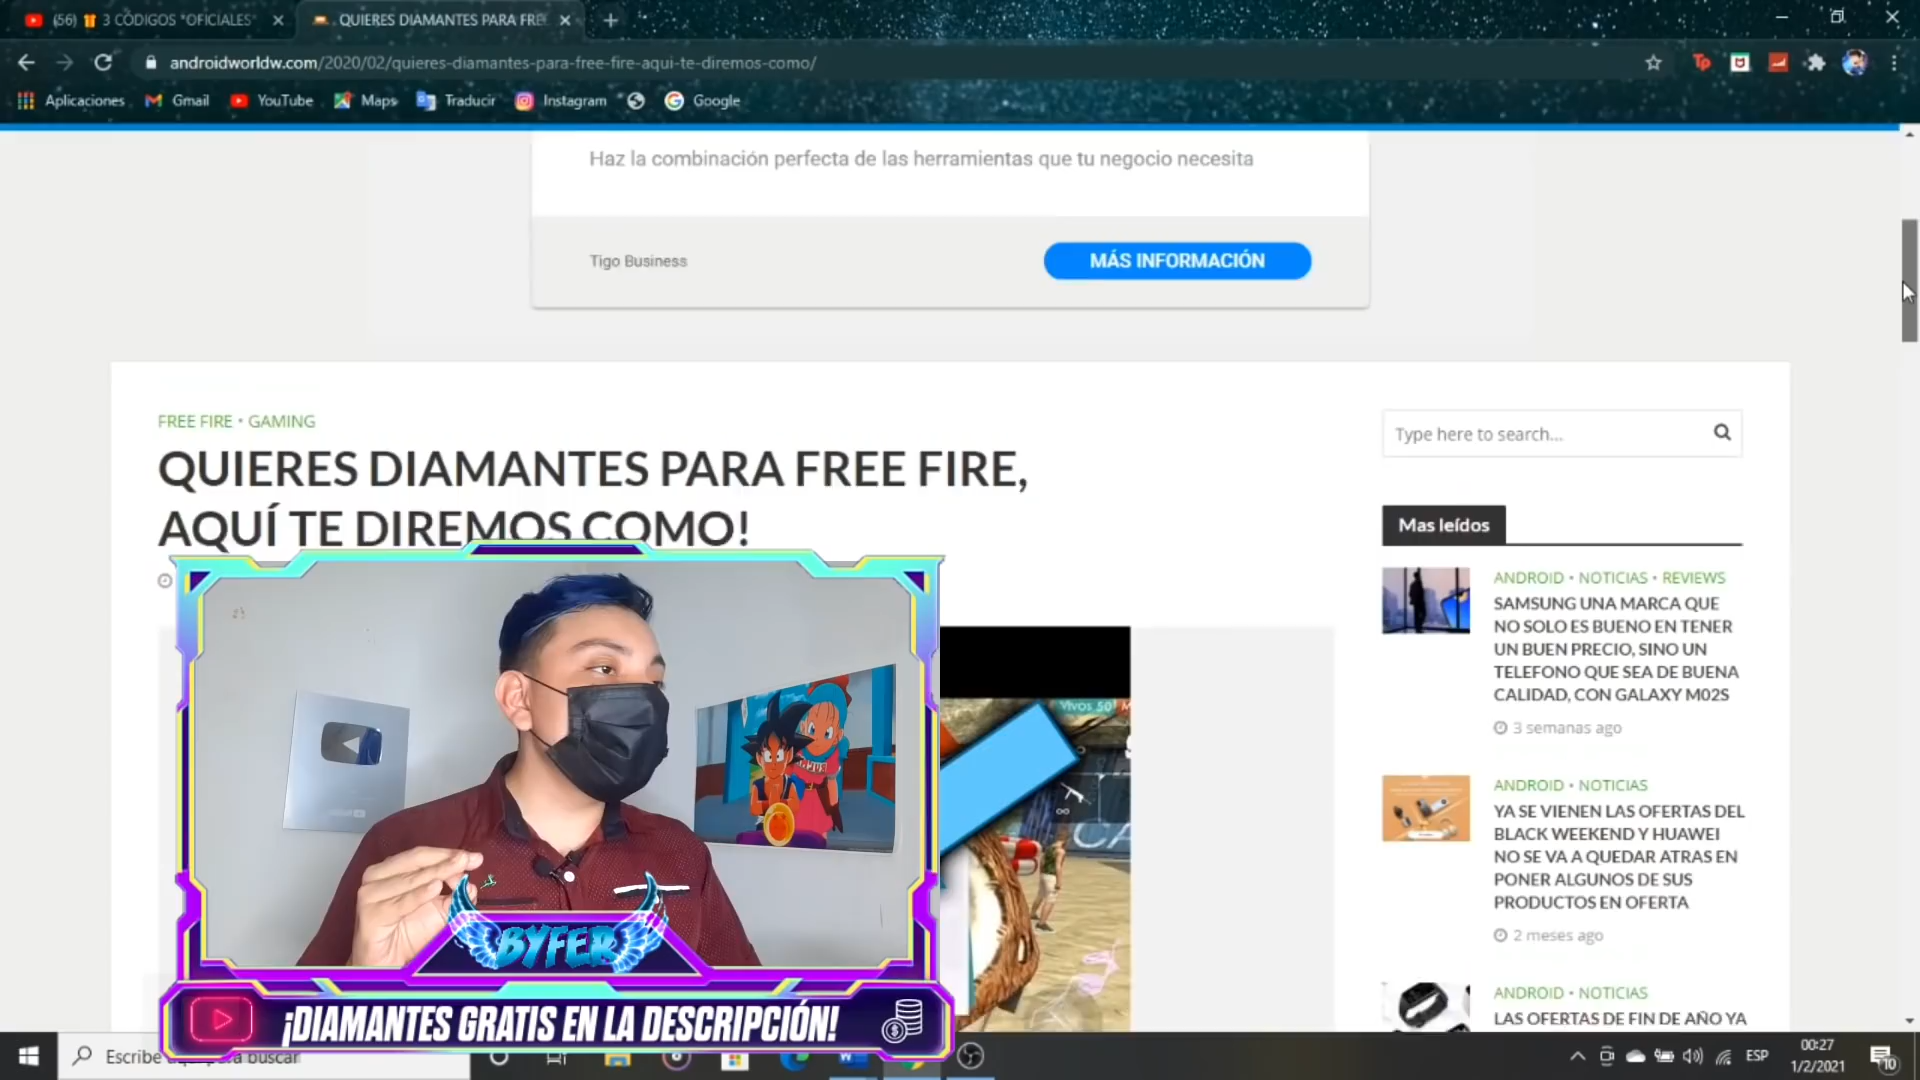 (56) 3 CÓDIGOS "OFICIALES"
QUIERES DIAMANTES PARA FRE
androidworldw.com/2020/02/quieres-diamantes-para-free-fire-aqui-te-diremos-como/
Aplicaciones
Gmail
YouTube
Maps
Traducir
Instagram
Google
Haz la combinación perfecta de las herramientas que tu negocio necesita
Tigo Business
MÁS INFORMACIÓN
FREE FIRE • GAMING
QUIERES DIAMANTES PARA FREE FIRE,
AQUÍ TE DIREMOS COMO!
Type here to search...
Mas leídos
ANDROID • NOTICIAS • REVIEWS
SAMSUNG UNA MARCA QUE
NO SOLO ES BUENO EN TENER
UN BUEN PRECIO, SINO UN
TELEFONO QUE SEA DE BUENA
CALIDAD, CON GALAXY M02S
3 semanas ago
ANDROID • NOTICIAS
YA SE VIENEN LAS OFERTAS DEL
BLACK WEEKEND Y HUAWEI
NO SE VA A QUEDAR ATRAS EN
PONER ALGUNOS DE SUS
PRODUCTOS EN OFERTA
2 meses ago
ANDROID • NOTICIAS
LAS OFERTAS DE FIN DE AÑO YA
Vivos 50
BYFER
¡DIAMANTES GRATIS EN LA DESCRIPCIÓN!
Escribe
buscar
ESP
00:27
1/2/2021
10